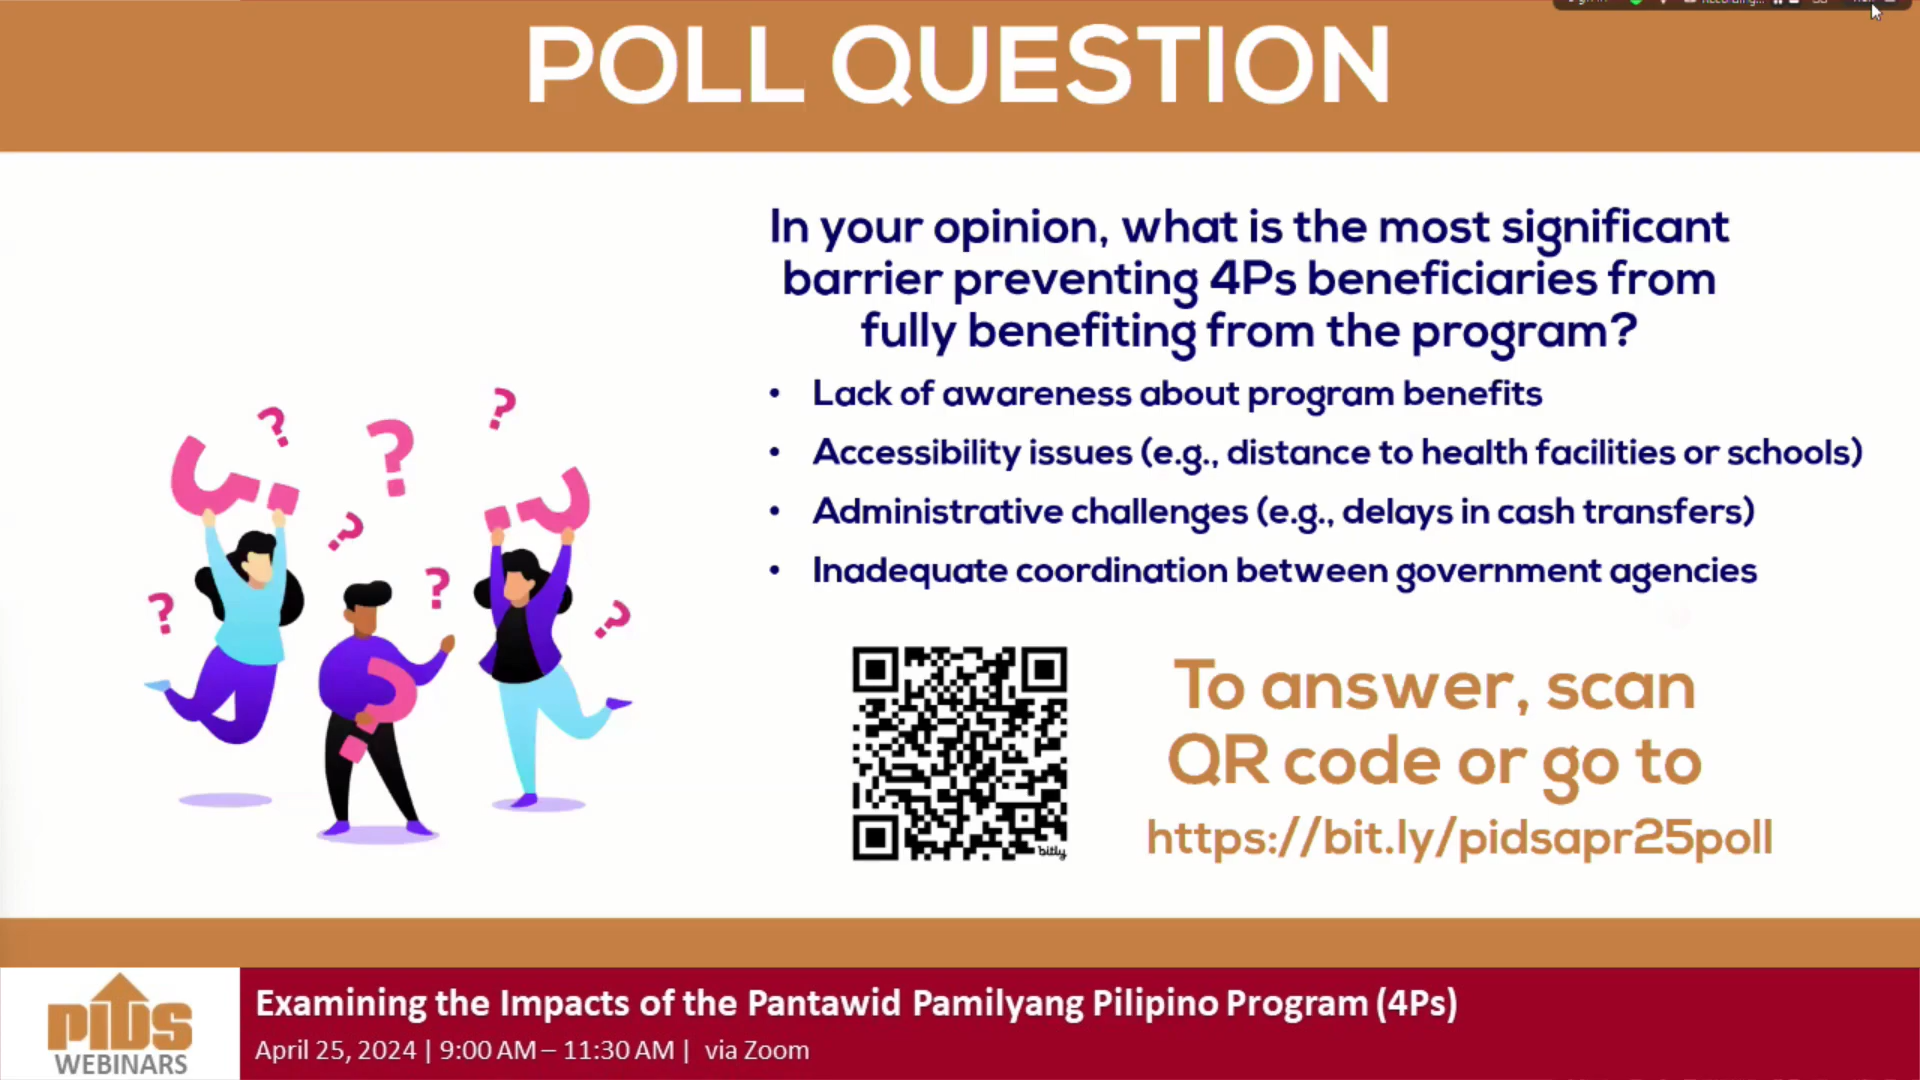 POLL QUESTION
In your opinion, what is the most significant
barrier preventing 4Ps beneficiaries from
fully benefiting from the program?
• Lack of awareness about program benefits
• Accessibility issues (e.g., distance to health facilities or schools)
• Administrative challenges (e.g., delays in cash transfers)
• Inadequate coordination between government agencies
bitly
To answer, scan
QR code or go to
https://bit.ly/pidsapr25poll
PIDS
WEBINARS
Examining the Impacts of the Pantawid Pamilyang Pilipino Program (4Ps)
April 25, 2024 | 9:00 AM – 11:30 AM | via Zoom